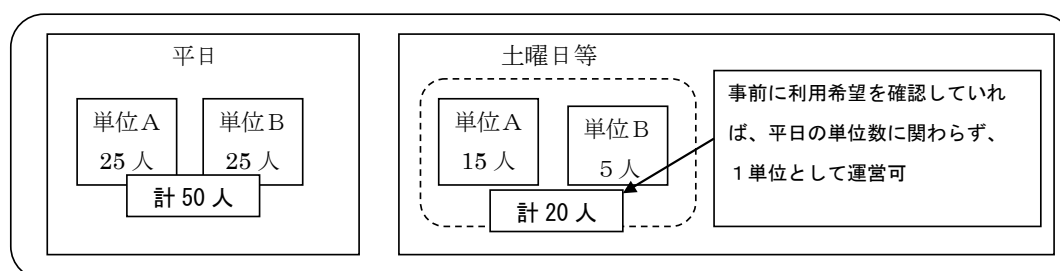 平日
単位A
25人
単位B
25人
計50人
土曜日等
単位A
15人
単位B
5人
計20人
事前に利用希望を確認していれ
ば、平日の単位数に関わらず、
1単位として運営可